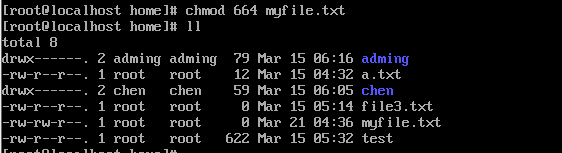 [root@localhost home]# chmod 664 myfile.txt
[root@localhost home]# ll
total 8
drwx------. 2 adming adming  79 Mar 15 06:16 adming
-rw-r--r--. 1 root   root    12 Mar 15 04:32 a.txt
drwx------. 2 chen   chen    59 Mar 15 06:05 chen
-rw-r--r--. 1 root   root     0 Mar 15 05:14 file3.txt
-rw-rw-r--. 1 root   root     0 Mar 21 04:36 myfile.txt
-rw-r--r--. 1 root   root   622 Mar 15 05:32 test
[root@localhost home]#